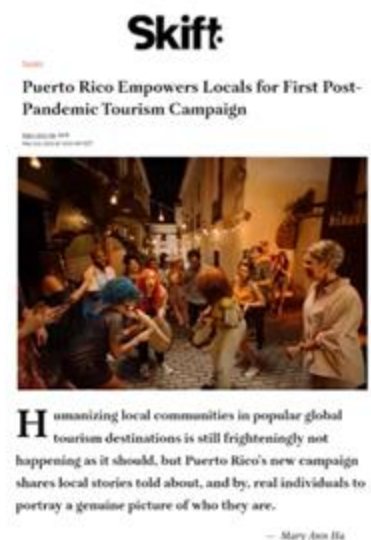 Skift
Puerto Rico Empowers Locals for First Post-
Pandemic Tourism Campaign
Humanizing local communities in popular global
tourism destinations is still frighteningly not
happening as it should, but Puerto Rico's new campaign
shares local stories told about, and by, real individuals to
portray a genuine picture of who they are.
— Mary Ann Ha